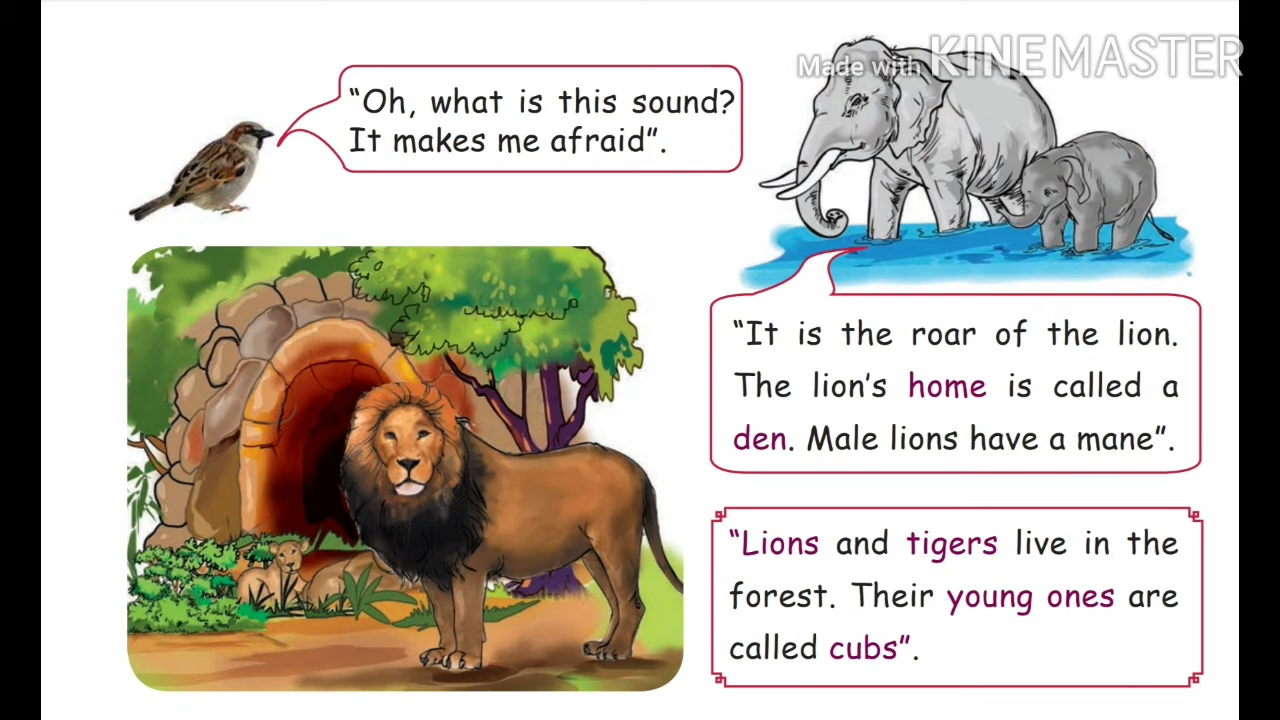 Made with KINEMASTER
“Oh, what is this sound?
It makes me afraid”.
“It is the roar of the lion.
The lion’s home is called a
den. Male lions have a mane”.
“Lions and tigers live in the
forest. Their young ones are
called cubs”.